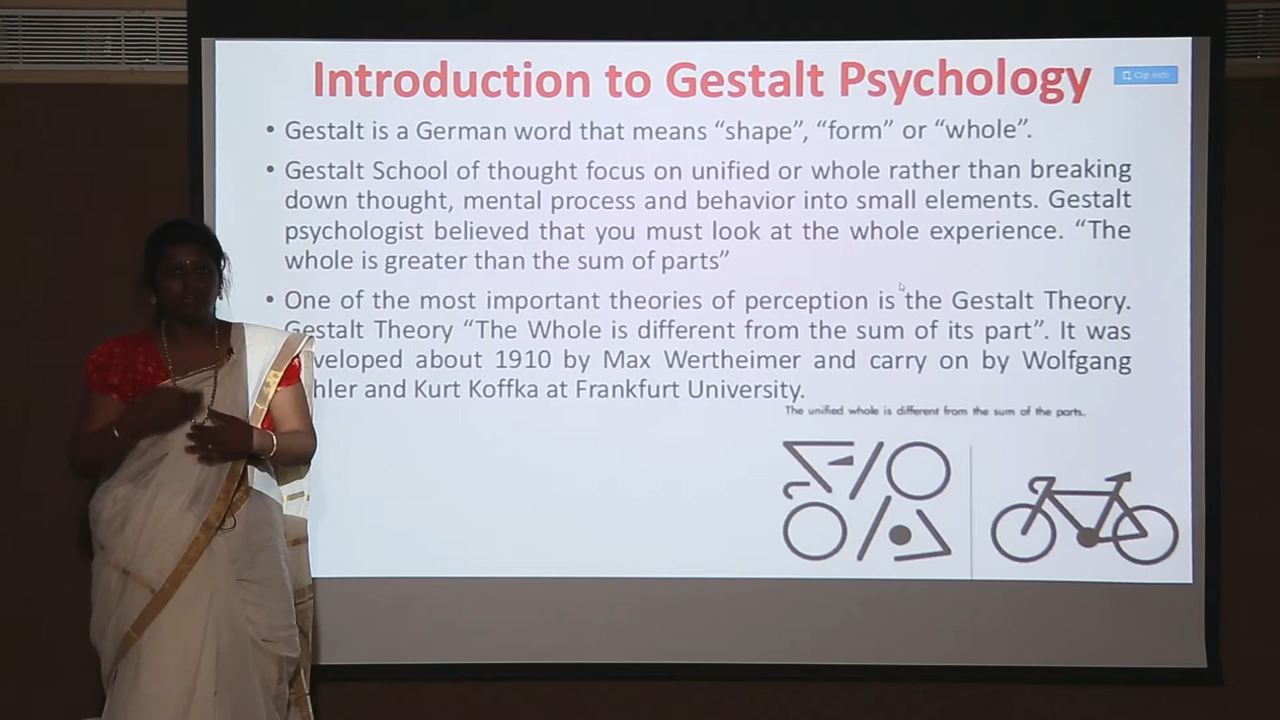 Introduction to Gestalt Psychology
Clip slide
• Gestalt is a German word that means “shape”, “form” or “whole”.
• Gestalt School of thought focus on unified or whole rather than breaking
down thought, mental process and behavior into small elements. Gestalt
psychologist believed that you must look at the whole experience. “The
whole is greater than the sum of parts”
• One of the most important theories of perception is the Gestalt Theory.
Gestalt Theory “The Whole is different from the sum of its part”. It was
veloped about 1910 by Max Wertheimer and carry on by Wolfgang
hler and Kurt Koffka at Frankfurt University.
The unified whole is different from the sum of the parts.